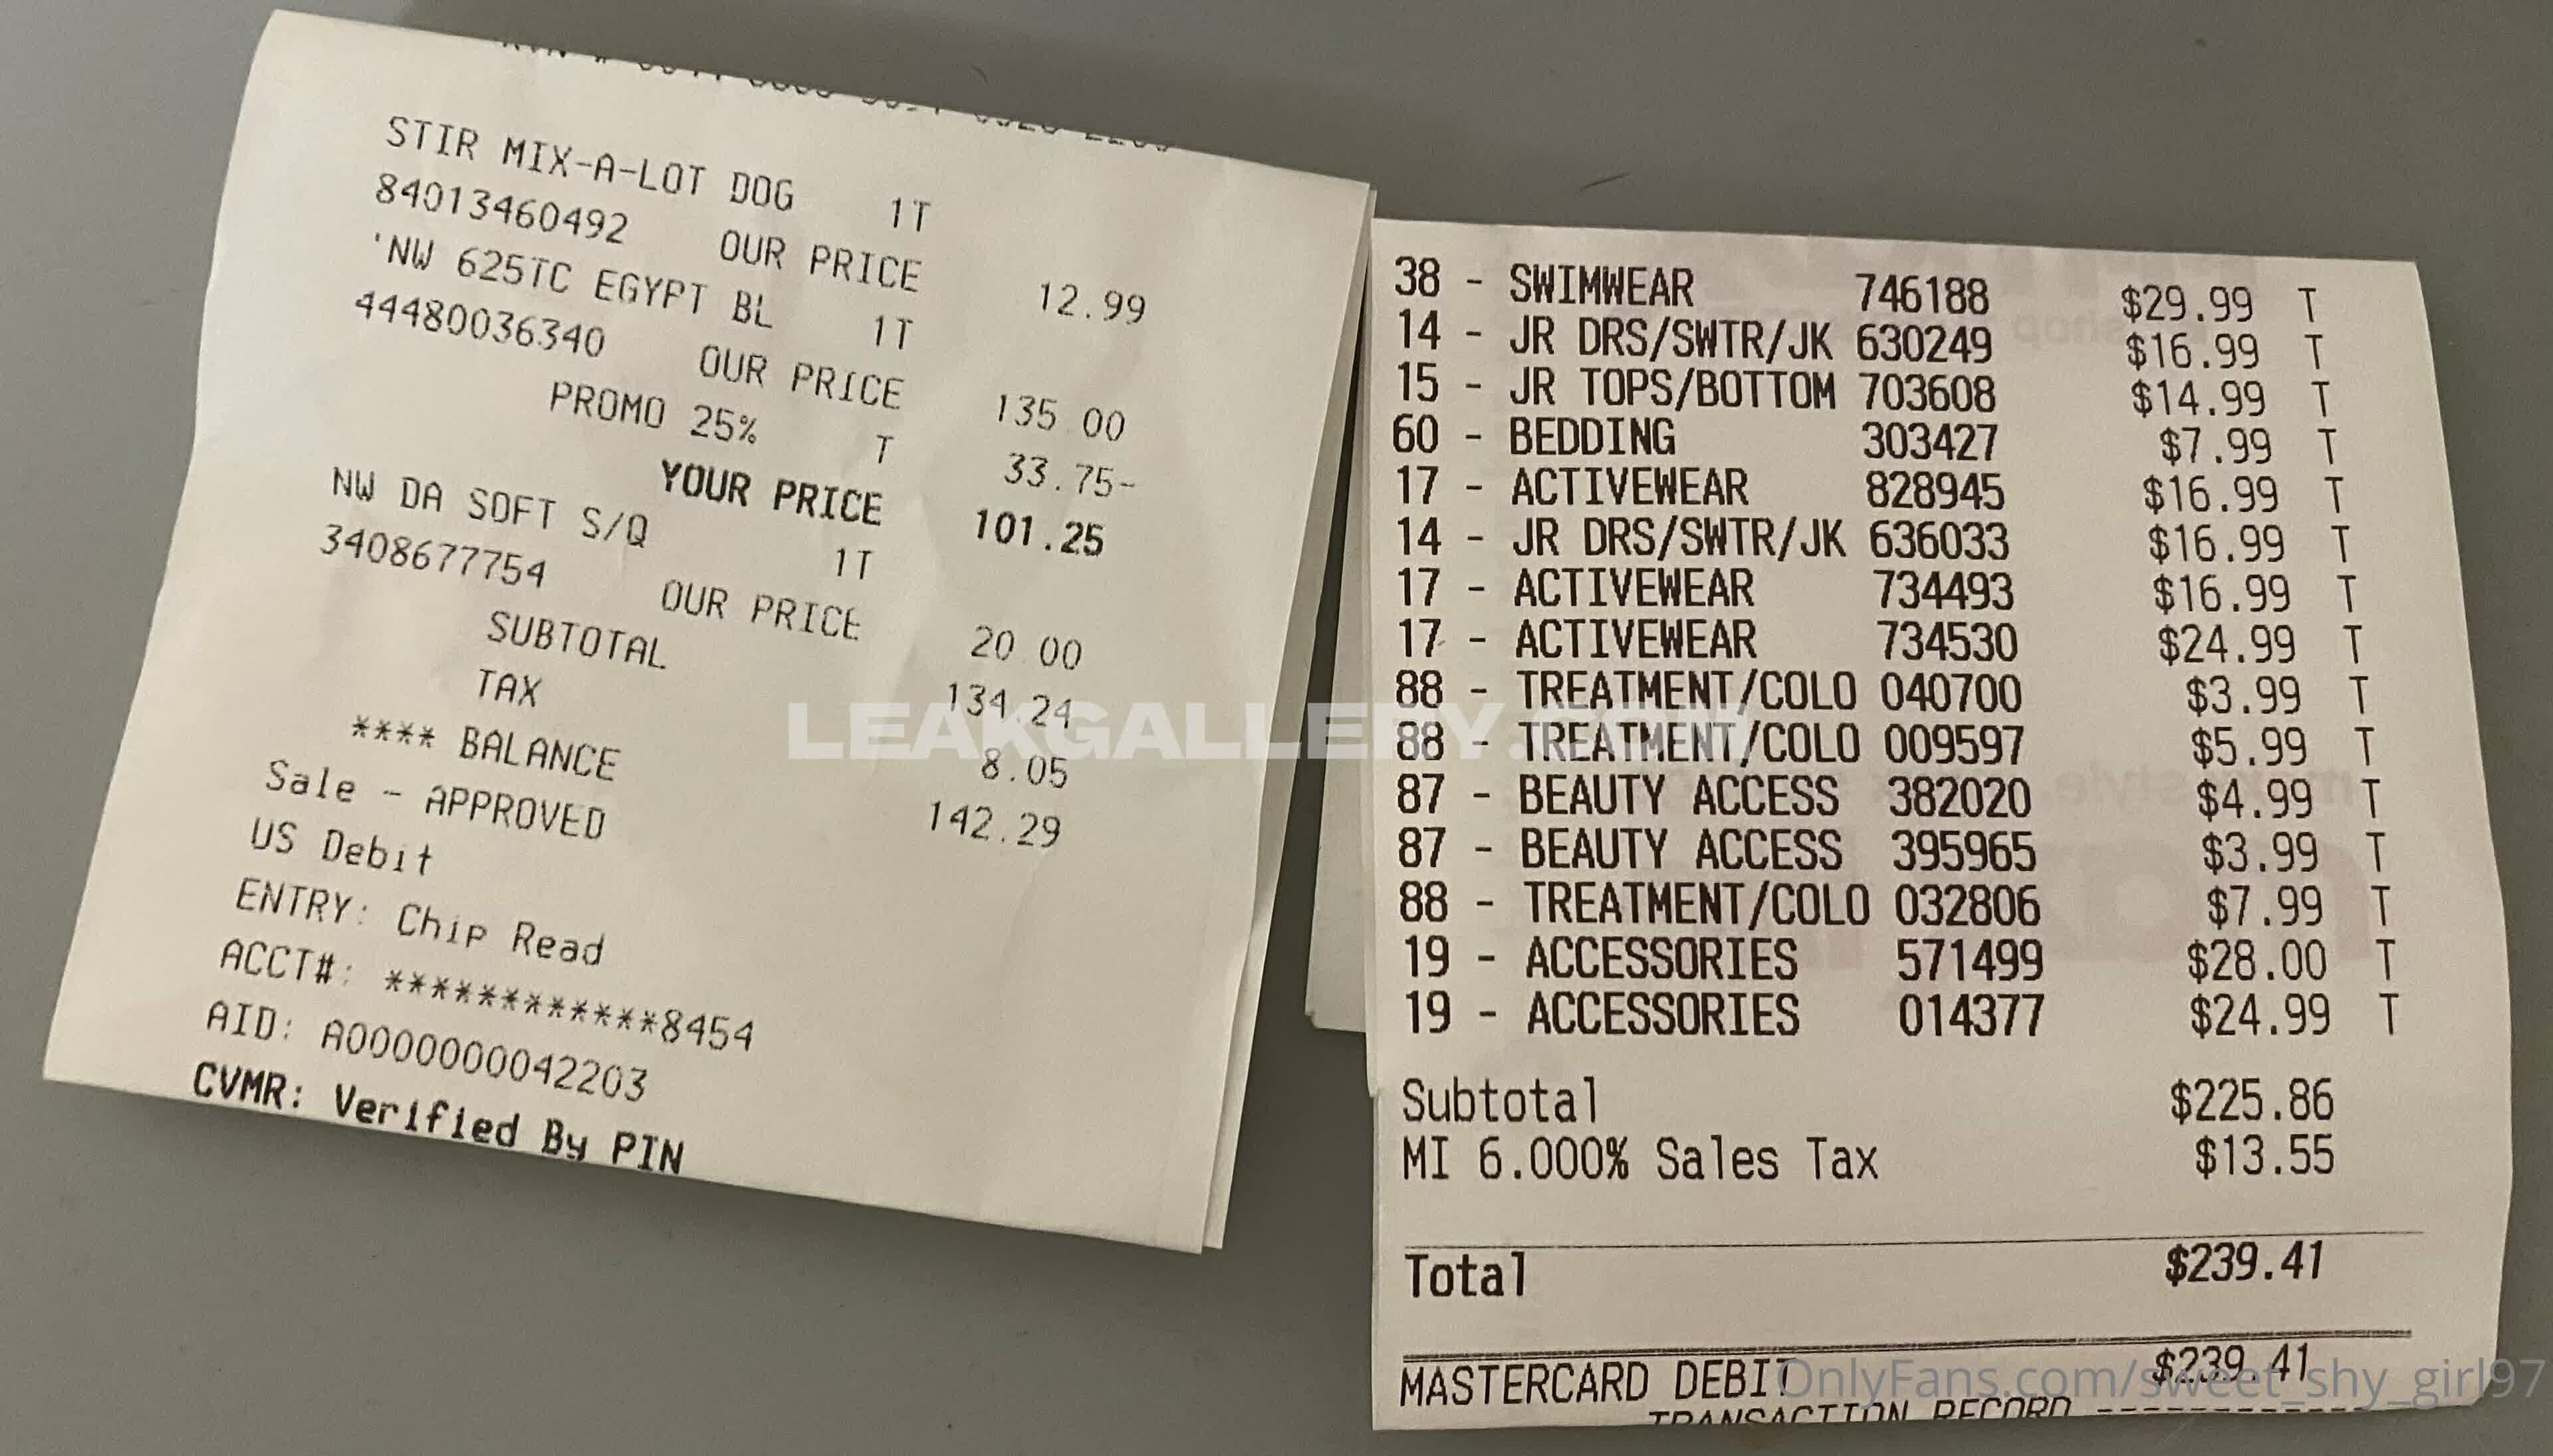 STIR MIX-A-LOT DOG 1T
84013460492 OUR PRICE 12.99
'NW 625TC EGYPT BL 1T
44480036340 OUR PRICE 135.00
PROMO 25% T 33.75-
YOUR PRICE 101.25
NW DA SOFT S/Q 1T
3408677754 OUR PRICE 20.00
SUBTOTAL 134.24
TAX 8.05
**** BALANCE 142.29
Sale - APPROVED
US Debit
ENTRY: Chip Read
ACCT#: ************8454
AID: A0000000042203
CVMR: Verified By PIN
38 - SWIMWEAR 746188 $29.99 T
14 - JR DRS/SWTR/JK 630249 $16.99 T
15 - JR TOPS/BOTTOM 703608 $14.99 T
60 - BEDDING 303427 $7.99 T
17 - ACTIVEWEAR 828945 $16.99 T
14 - JR DRS/SWTR/JK 636033 $16.99 T
17 - ACTIVEWEAR 734493 $16.99 T
17 - ACTIVEWEAR 734530 $24.99 T
88 - TREATMENT/COLO 040700 $3.99 T
88 - TREATMENT/COLO 009597 $5.99 T
87 - BEAUTY ACCESS 382020 $4.99 T
87 - BEAUTY ACCESS 395965 $3.99 T
88 - TREATMENT/COLO 032806 $7.99 T
19 - ACCESSORIES 571499 $28.00 T
19 - ACCESSORIES 014377 $24.99 T
Subtotal $225.86
MI 6.000% Sales Tax $13.55
Total $239.41
MASTERCARD DEBIT $239.41
TRANSACTION RECORD -------------
LEAKGALLERY.COM
OnlyFans.com/sweet_shy_girl97